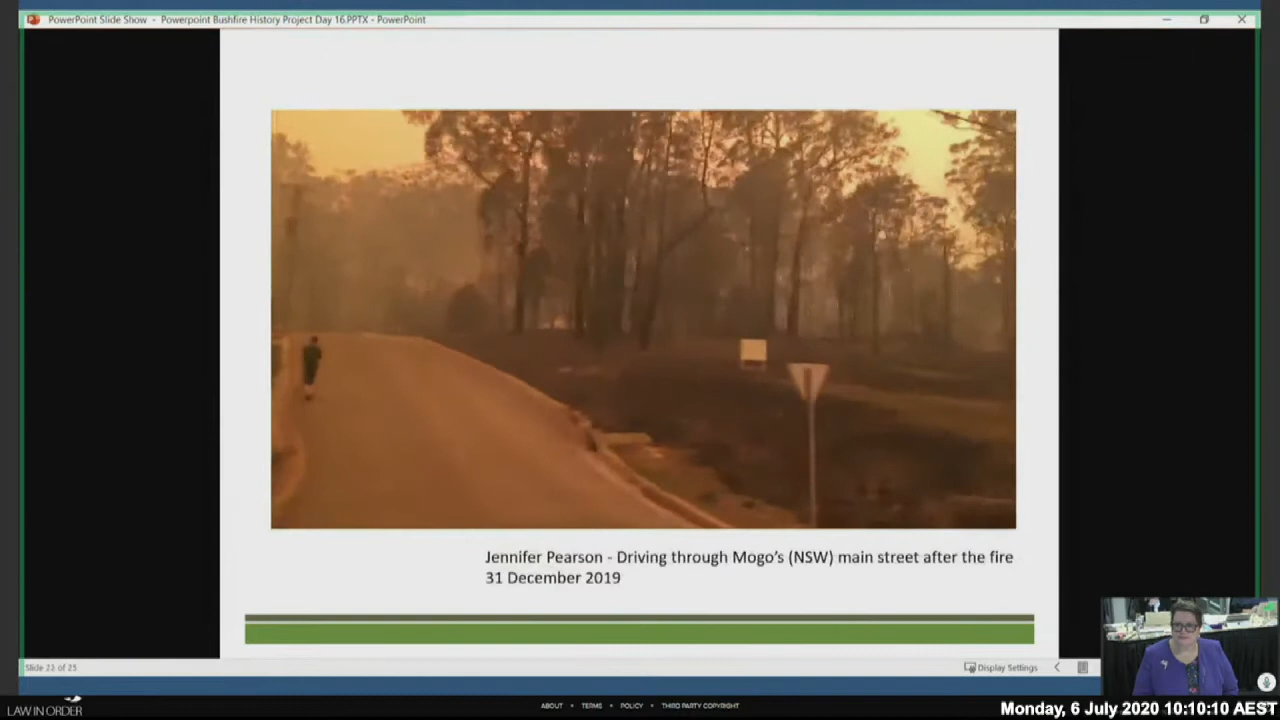 PowerPoint Slide Show - Powerpoint Bushfire History Project Day 16.PPTX - PowerPoint
Jennifer Pearson - Driving through Mogo's (NSW) main street after the fire
31 December 2019
Slide 22 of 25
Display Settings
LAW IN ORDER
ABOUT • TERMS • POLICY • THIRD PARTY COPYRIGHT
Monday, 6 July 2020 10:10:10 AEST